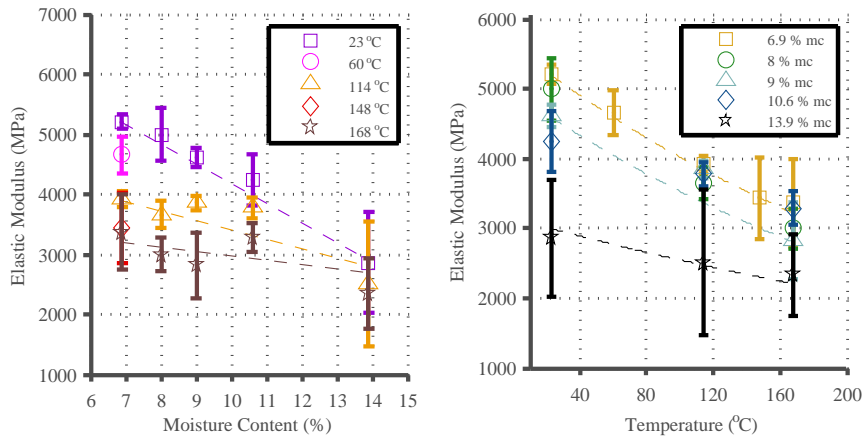 7000
6000
5000
4000
3000
2000
1000
Elastic Modulus (MPa)
23 °C
60 °C
114 °C
148 °C
168 °C
6 7 8 9 10 11 12 13 14 15
Moisture Content (%)
6000
5000
4000
3000
2000
1000
Elastic Modulus (MPa)
6.9 % mc
8 % mc
9 % mc
10.6 % mc
13.9 % mc
40 80 120 160 200
Temperature (°C)